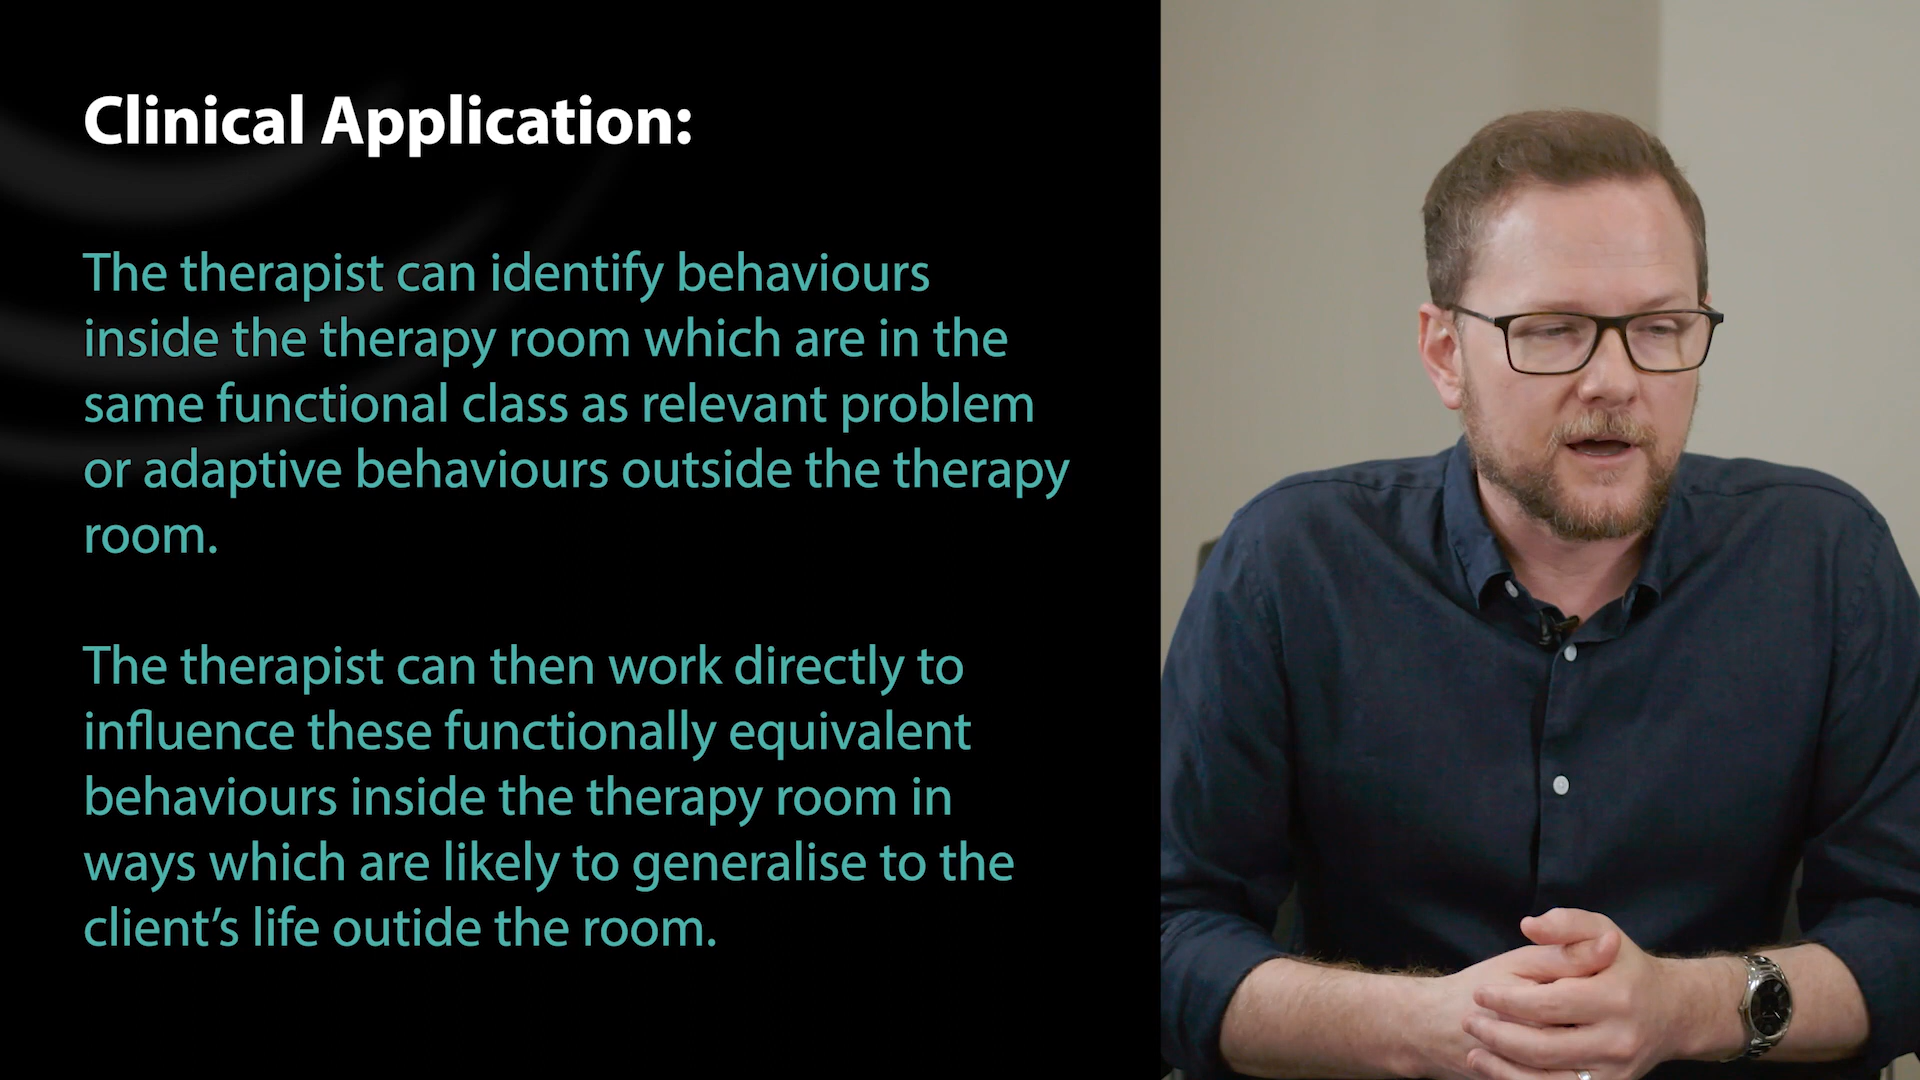 Clinical Application:
The therapist can identify behaviours
inside the therapy room which are in the
same functional class as relevant problem
or adaptive behaviours outside the therapy
room.
The therapist can then work directly to
influence these functionally equivalent
behaviours inside the therapy room in
ways which are likely to generalise to the
client’s life outide the room.